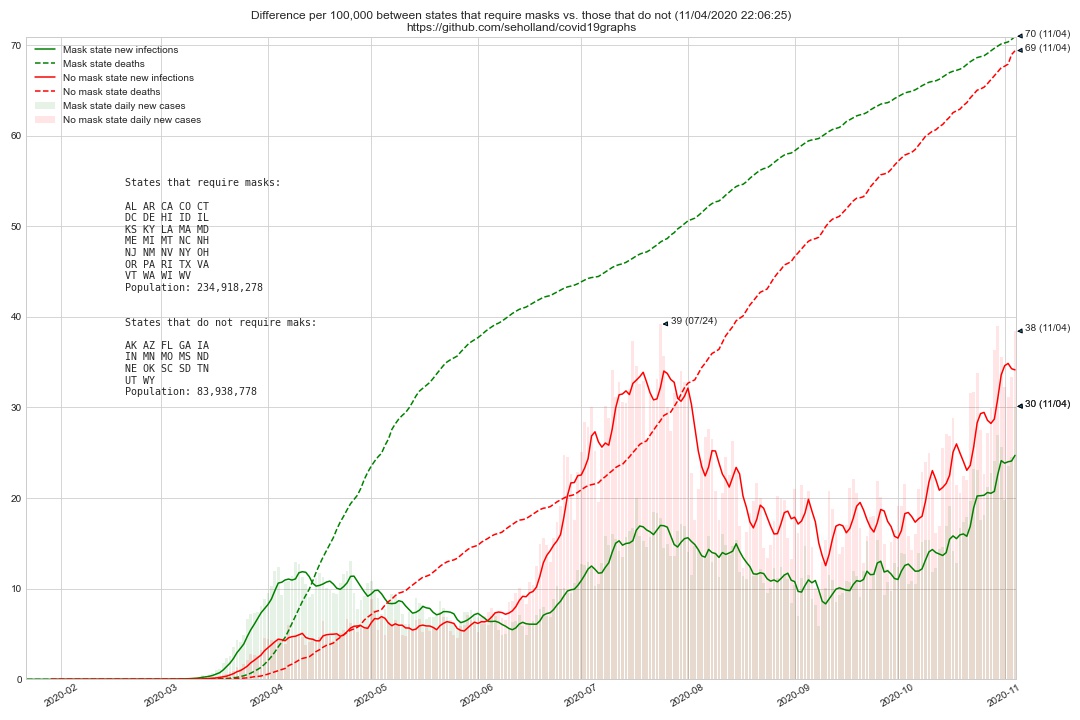 Difference per 100,000 between states that require masks vs. those that do not (11/04/2020 22:06:25)
https://github.com/seholland/covid19graphs
Mask state new infections
Mask state deaths
No mask state new infections
No mask state deaths
Mask state daily new cases
No mask state daily new cases
States that require masks:
AL AR CA CO CT
DC DE HI ID IL
KS KY LA MA MD
ME MI MT NC NH
NJ NM NV NY OH
OR PA RI TX VA
VT WA WI WV
Population: 234,918,278
States that do not require maks:
AK AZ FL GA IA
IN MN MO MS ND
NE OK SC SD TN
UT WY
Population: 83,938,778
70 (11/04)
69 (11/04)
39 (07/24)
38 (11/04)
30 (11/04)
70
60
50
40
30
20
10
0
2020-02
2020-03
2020-04
2020-05
2020-06
2020-07
2020-08
2020-09
2020-10
2020-11